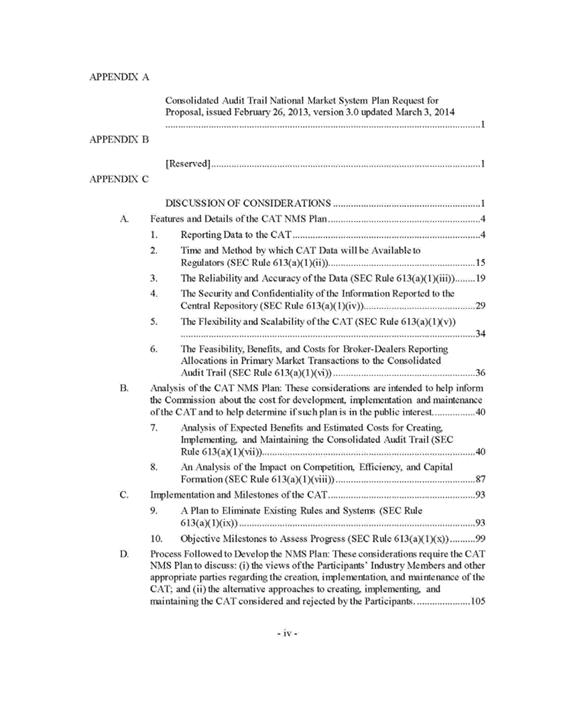 APPENDIX A
Consolidated Audit Trail National Market System Plan Request for
Proposal, issued February 26, 2013, version 3.0 updated March 3, 2014
........................................................................................................1
APPENDIX B
[Reserved].........................................................................................1
APPENDIX C
DISCUSSION OF CONSIDERATIONS .................................................1
A. Features and Details of the CAT NMS Plan...................................................4
1. Reporting Data to the CAT...............................................................4
2. Time and Method by which CAT Data will be Available to
Regulators (SEC Rule 613(a)(1)(ii))..................................................15
3. The Reliability and Accuracy of the Data (SEC Rule 613(a)(1)(iii)).......19
4. The Security and Confidentiality of the Information Reported to the
Central Repository (SEC Rule 613(a)(1)(iv))......................................29
5. The Flexibility and Scalability of the CAT (SEC Rule 613(a)(1)(v))
...................................................................................................34
6. The Feasibility, Benefits, and Costs for Broker-Dealers Reporting
Allocations in Primary Market Transactions to the Consolidated
Audit Trail (SEC Rule 613(a)(1)(vi)) ................................................36
B. Analysis of the CAT NMS Plan: These considerations are intended to help inform
the Commission about the cost for development, implementation and maintenance
of the CAT and to help determine if such plan is in the public interest...............40
7. Analysis of Expected Benefits and Estimated Costs for Creating,
Implementing, and Maintaining the Consolidated Audit Trail (SEC
Rule 613(a)(1)(vii))........................................................................40
8. An Analysis of the Impact on Competition, Efficiency, and Capital
Formation (SEC Rule 613(a)(1)(viii)) ...............................................87
C. Implementation and Milestones of the CAT..................................................93
9. A Plan to Eliminate Existing Rules and Systems (SEC Rule
613(a)(1)(ix)) ................................................................................93
10. Objective Milestones to Assess Progress (SEC Rule 613(a)(1)(x)).........99
D. Process Followed to Develop the NMS Plan: These considerations require the CAT
NMS Plan to discuss: (i) the views of the Participants’ Industry Members and other
appropriate parties regarding the creation, implementation, and maintenance of the
CAT; and (ii) the alternative approaches to creating, implementing, and
maintaining the CAT considered and rejected by the Participants. ....................105
- iv -